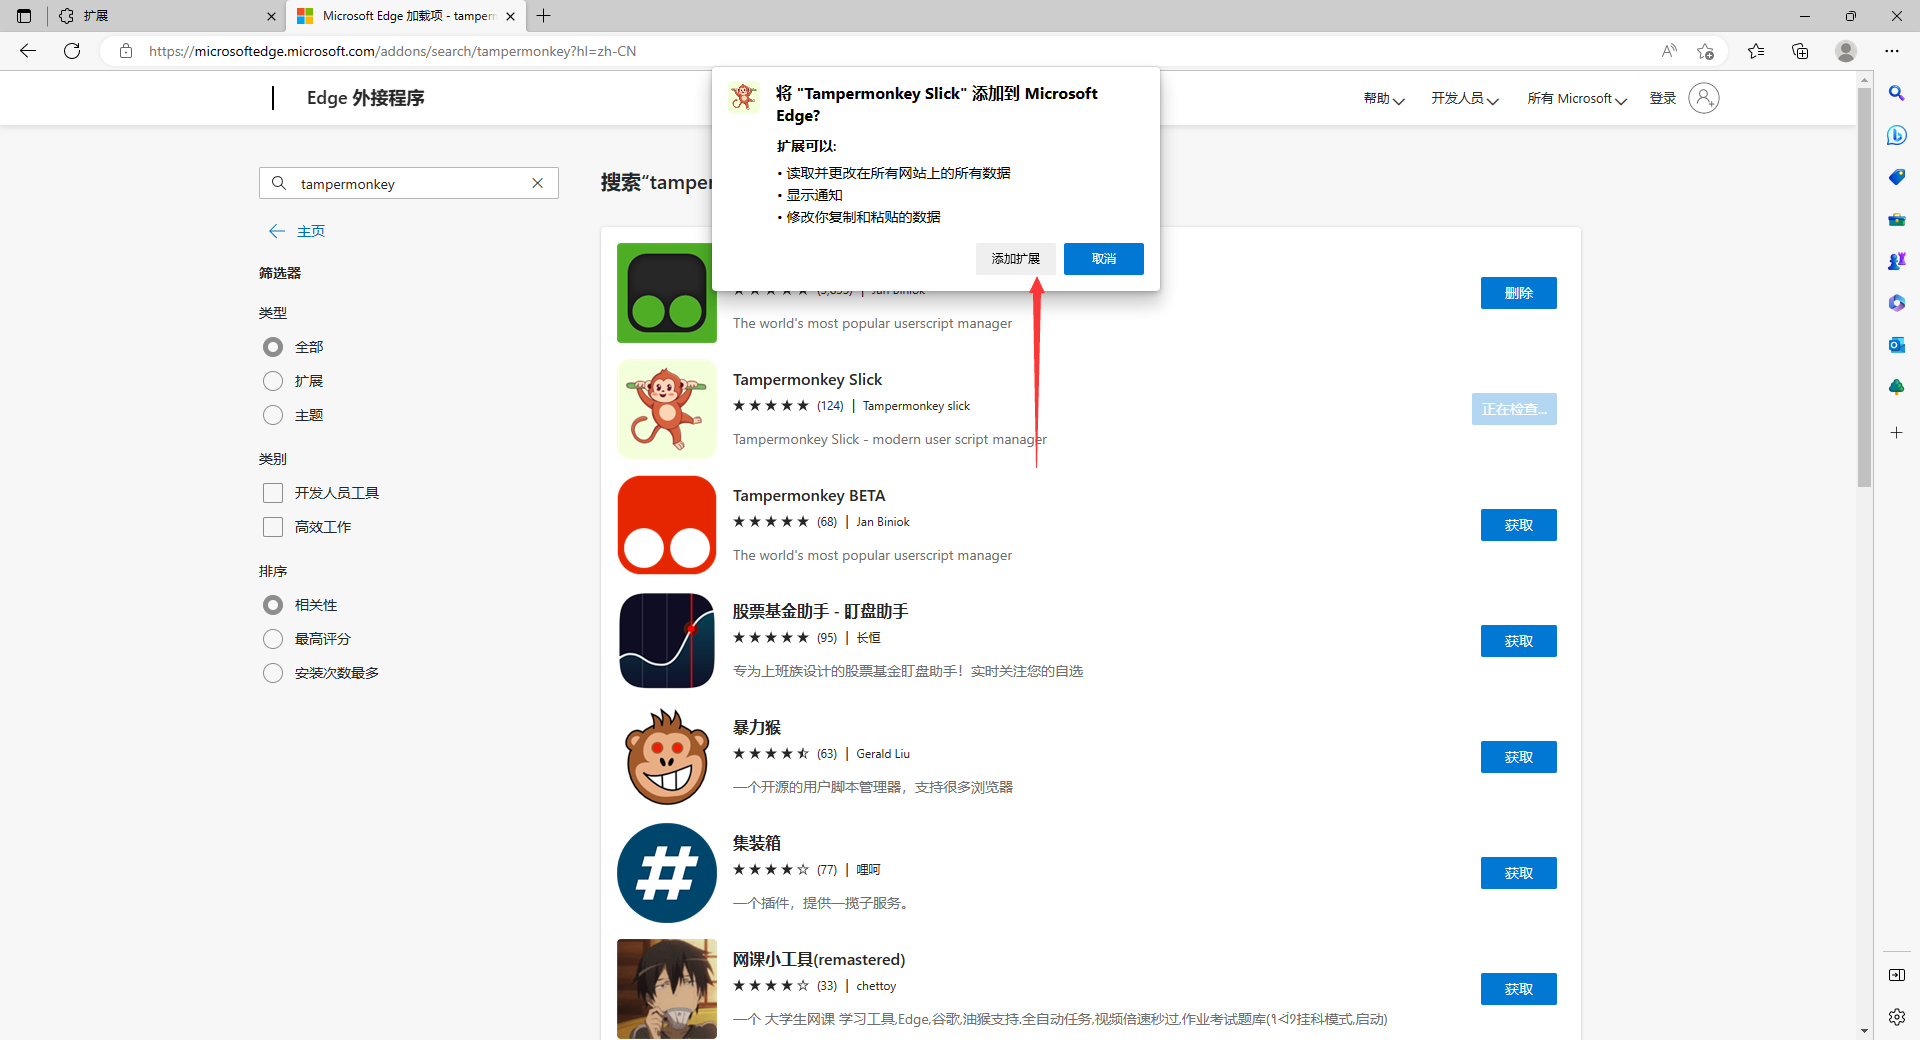 扩展
Microsoft Edge 加载项 - tamper
https://microsoftedge.microsoft.com/addons/search/tampermonkey?hl=zh-CN
Edge 外接程序
帮助
开发人员
所有 Microsoft
登录
将 "Tampermonkey Slick" 添加到 Microsoft
Edge?
扩展可以:
• 读取并更改在所有网站上的所有数据
• 显示通知
• 修改你复制和粘贴的数据
添加扩展
取消
tampermonkey
主页
筛选器
类型
全部
扩展
主题
类别
开发人员工具
高效工作
排序
相关性
最高评分
安装次数最多
搜索“tamper
Jan Biniok
The world's most popular userscript manager
删除
Tampermonkey Slick
(124) | Tampermonkey slick
Tampermonkey Slick - modern user script manager
正在检查...
Tampermonkey BETA
(68) | Jan Biniok
The world's most popular userscript manager
获取
股票基金助手 - 盯盘助手
(95) | 长恒
专为上班族设计的股票基金盯盘助手！实时关注您的自选
获取
暴力猴
(63) | Gerald Liu
一个开源的用户脚本管理器，支持很多浏览器
获取
集装箱
(77) | 哩呵
一个插件，提供一揽子服务。
获取
网课小工具(remastered)
(33) | chettoy
一个 大学生网课 学习工具,Edge,谷歌.油猴支持.全自动任务,视频倍速秒过,作业考试题库(挂科模式,启动)
获取